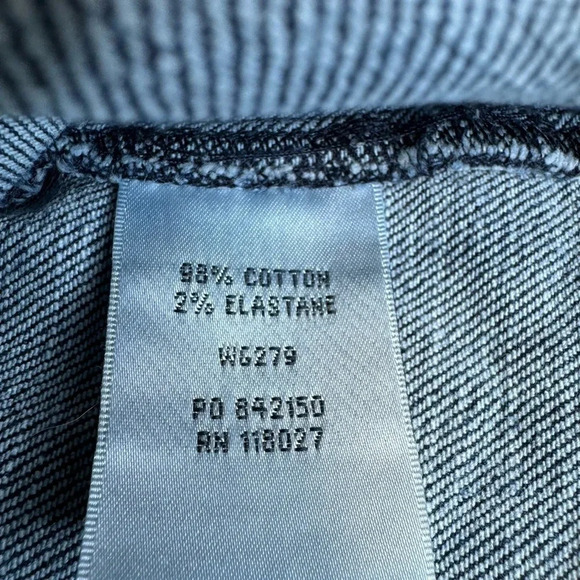 98% COTTON
2% ELASTANE
W6279
PO 842150
RN 118027